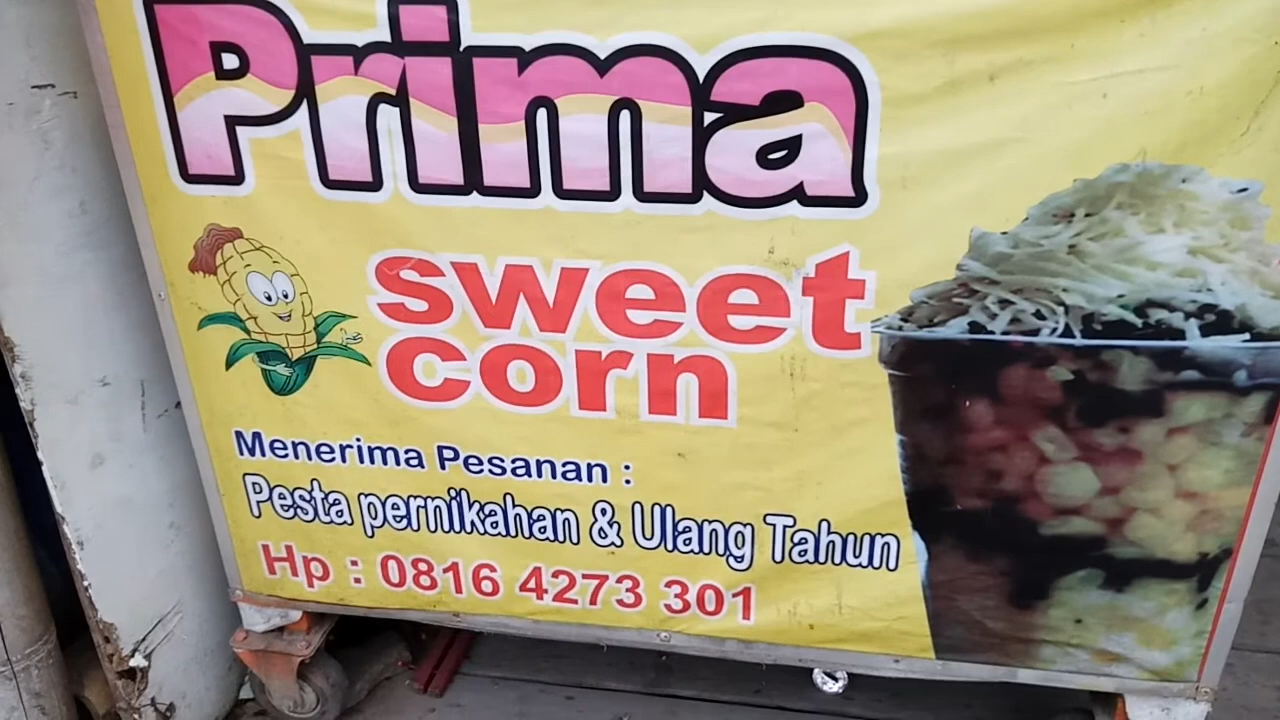 Prima
sweet
corn
Menerima Pesanan :
Pesta pernikahan & Ulang Tahun
Hp : 0816 4273 301